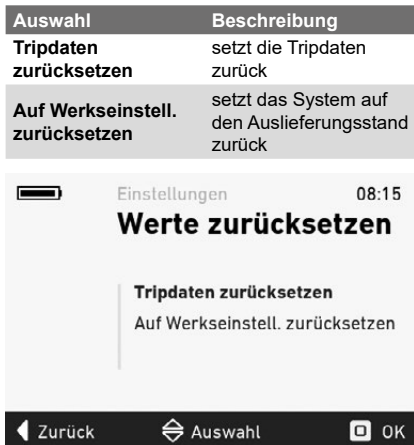 Auswahl Beschreibung
Tripdaten setzt die Tripdaten
zurücksetzen zurück
Auf Werkseinstell. setzt das System auf
zurücksetzen den Auslieferungsstand
zurück
Einstellungen 08:15
Werte zurücksetzen
Tripdaten zurücksetzen
Auf Werkseinstell. zurücksetzen
Zurück Auswahl OK